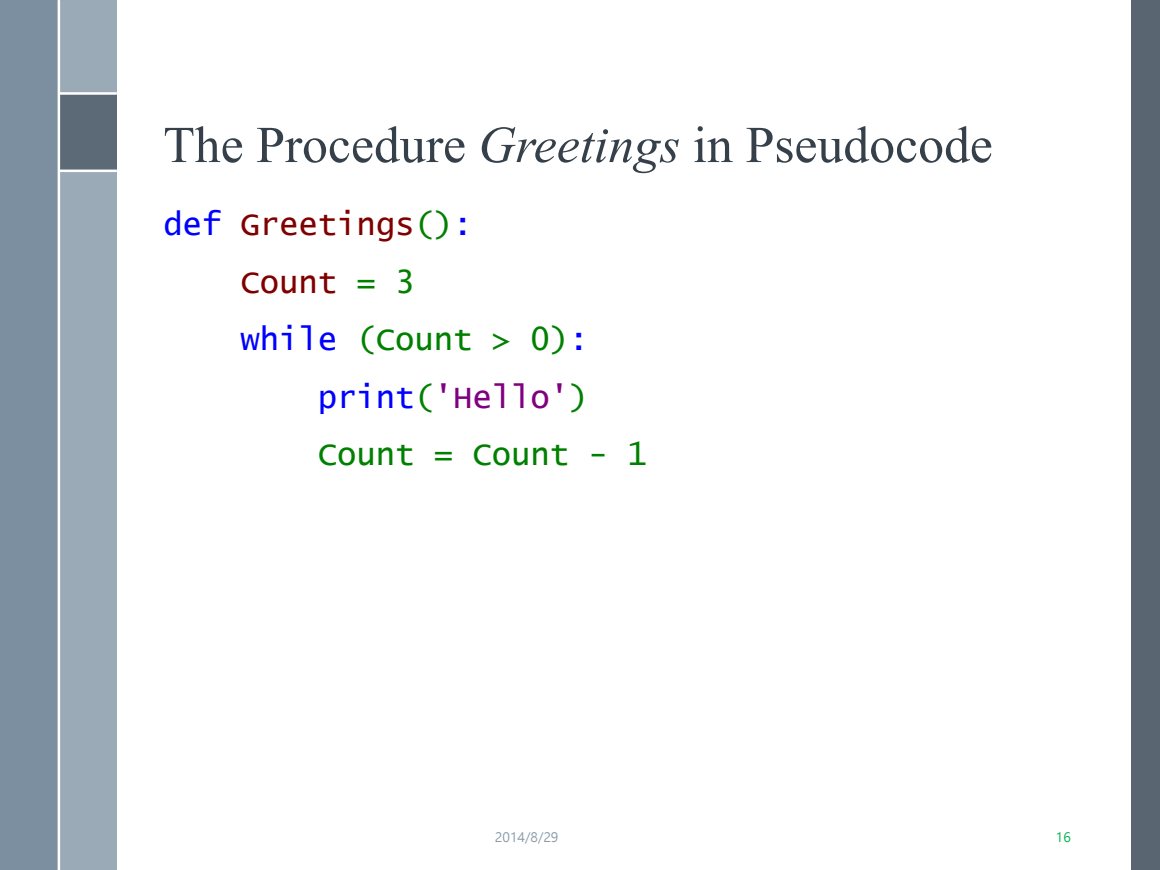 The Procedure Greetings in Pseudocode
def Greetings():
    Count = 3
    while (Count > 0):
        print('Hello')
        Count = Count - 1
2014/8/29
16